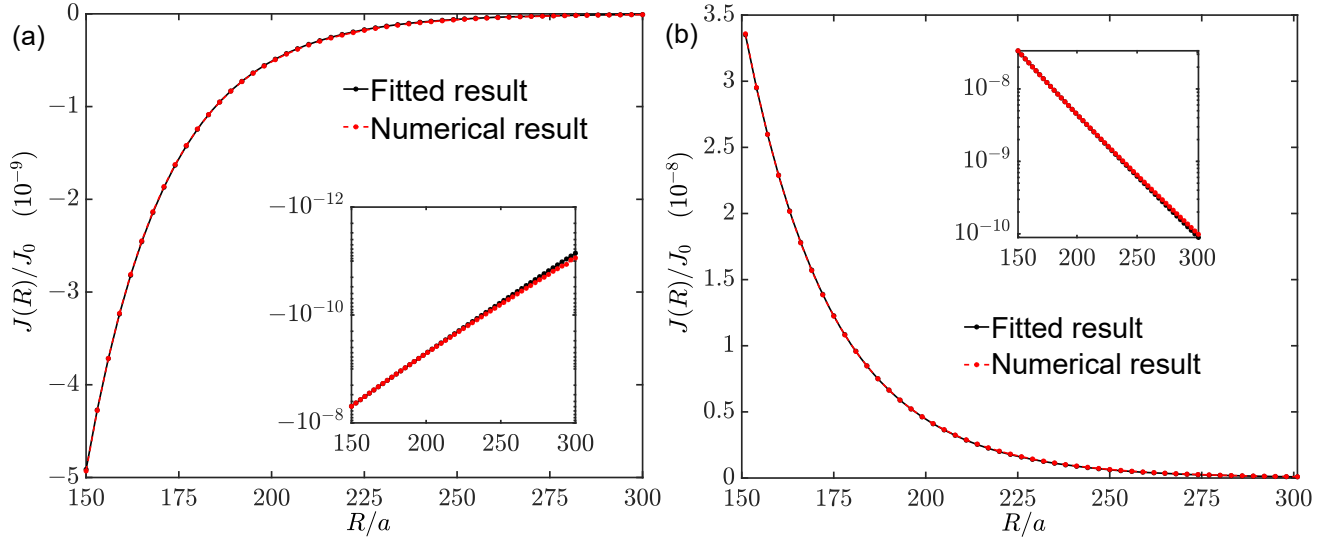 (a)
0
−1
−2
−3
−4
−5
J(R)/J₀ (10⁻⁹)
Fitted result
Numerical result
−10⁻¹²
−10⁻¹⁰
−10⁻⁸
150 200 250 300
150 175 200 225 250 275 300
R/a
(b)
3.5
3
2.5
2
1.5
1
0.5
0
J(R)/J₀ (10⁻⁸)
10⁻⁸
10⁻⁹
10⁻¹⁰
150 200 250 300
Fitted result
Numerical result
150 175 200 225 250 275 300
R/a